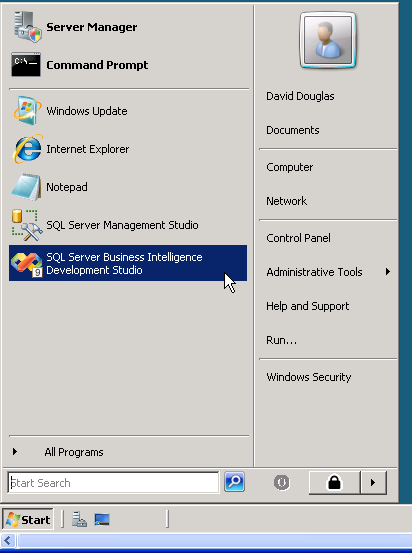 Server Manager
Command Prompt
Windows Update
Internet Explorer
Notepad
SQL Server Management Studio
SQL Server Business Intelligence
Development Studio
All Programs
Start Search
David Douglas
Documents
Computer
Network
Control Panel
Administrative Tools
Help and Support
Run...
Windows Security
Start